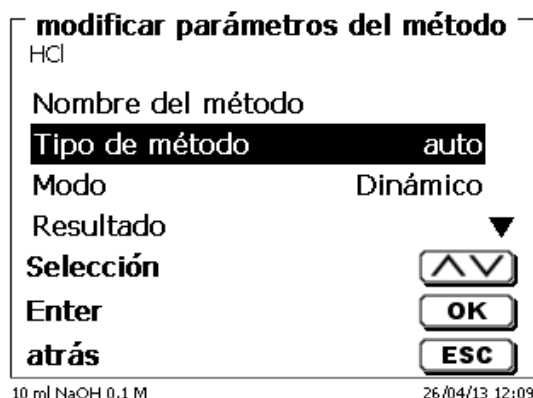 modificar parámetros del método
HCl
Nombre del método
Tipo de método auto
Modo Dinámico
Resultado
Selección
Enter OK
atrás ESC
10 ml NaOH 0.1 M 26/04/13 12:09